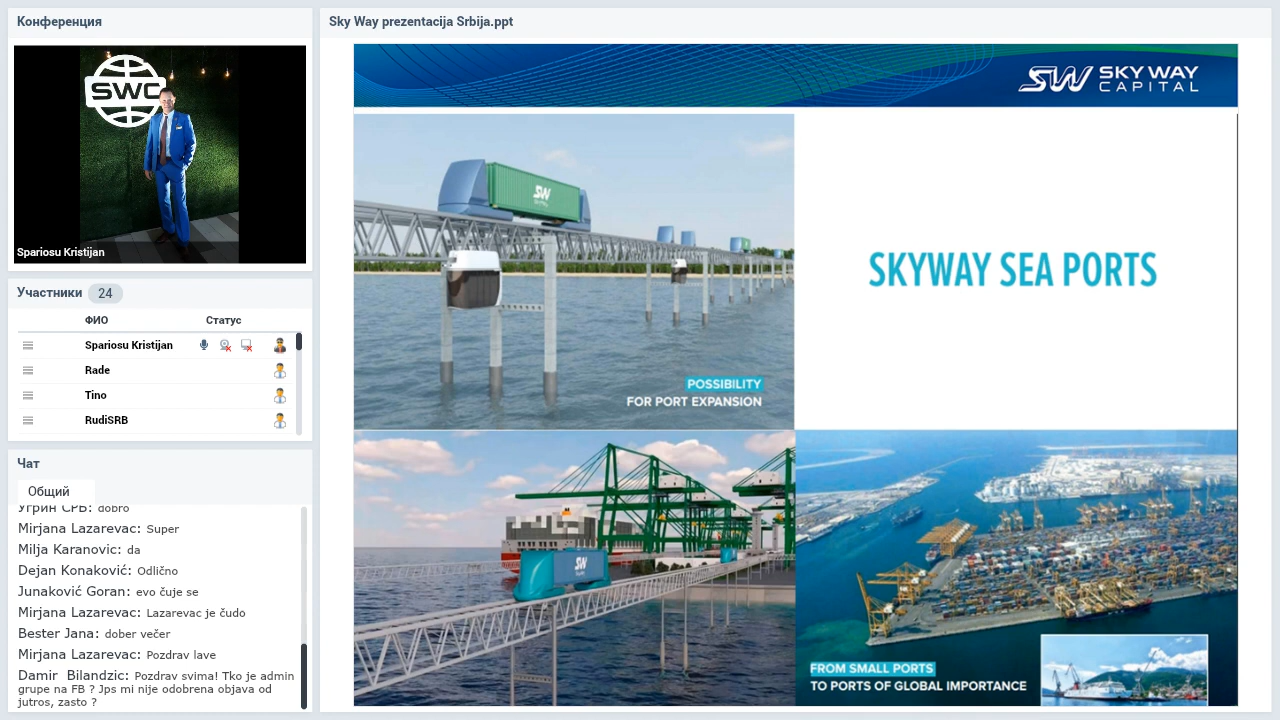 Конференция
SWC
Spariosu Kristijan
Участники 24
ФИО Статус
Spariosu Kristijan
Rade
Tino
RudiSRB
Чат
Общий
Угрин СРБ: dobro
Mirjana Lazarevac: Super
Milja Karanovic: da
Dejan Konaković: Odlično
Junaković Goran: evo čuje se
Mirjana Lazarevac: Lazarevac je čudo
Bester Jana: dober večer
Mirjana Lazarevac: Pozdrav lave
Damir Bilandzic: Pozdrav svima! Tko je admin
grupe na FB ? Jps mi nije odobrena objava od
jutros, zasto ?
Sky Way prezentacija Srbija.ppt
SW SKY WAY
CAPITAL
SW
POSSIBILITY
FOR PORT EXPANSION
SKYWAY SEA PORTS
SW
FROM SMALL PORTS
TO PORTS OF GLOBAL IMPORTANCE